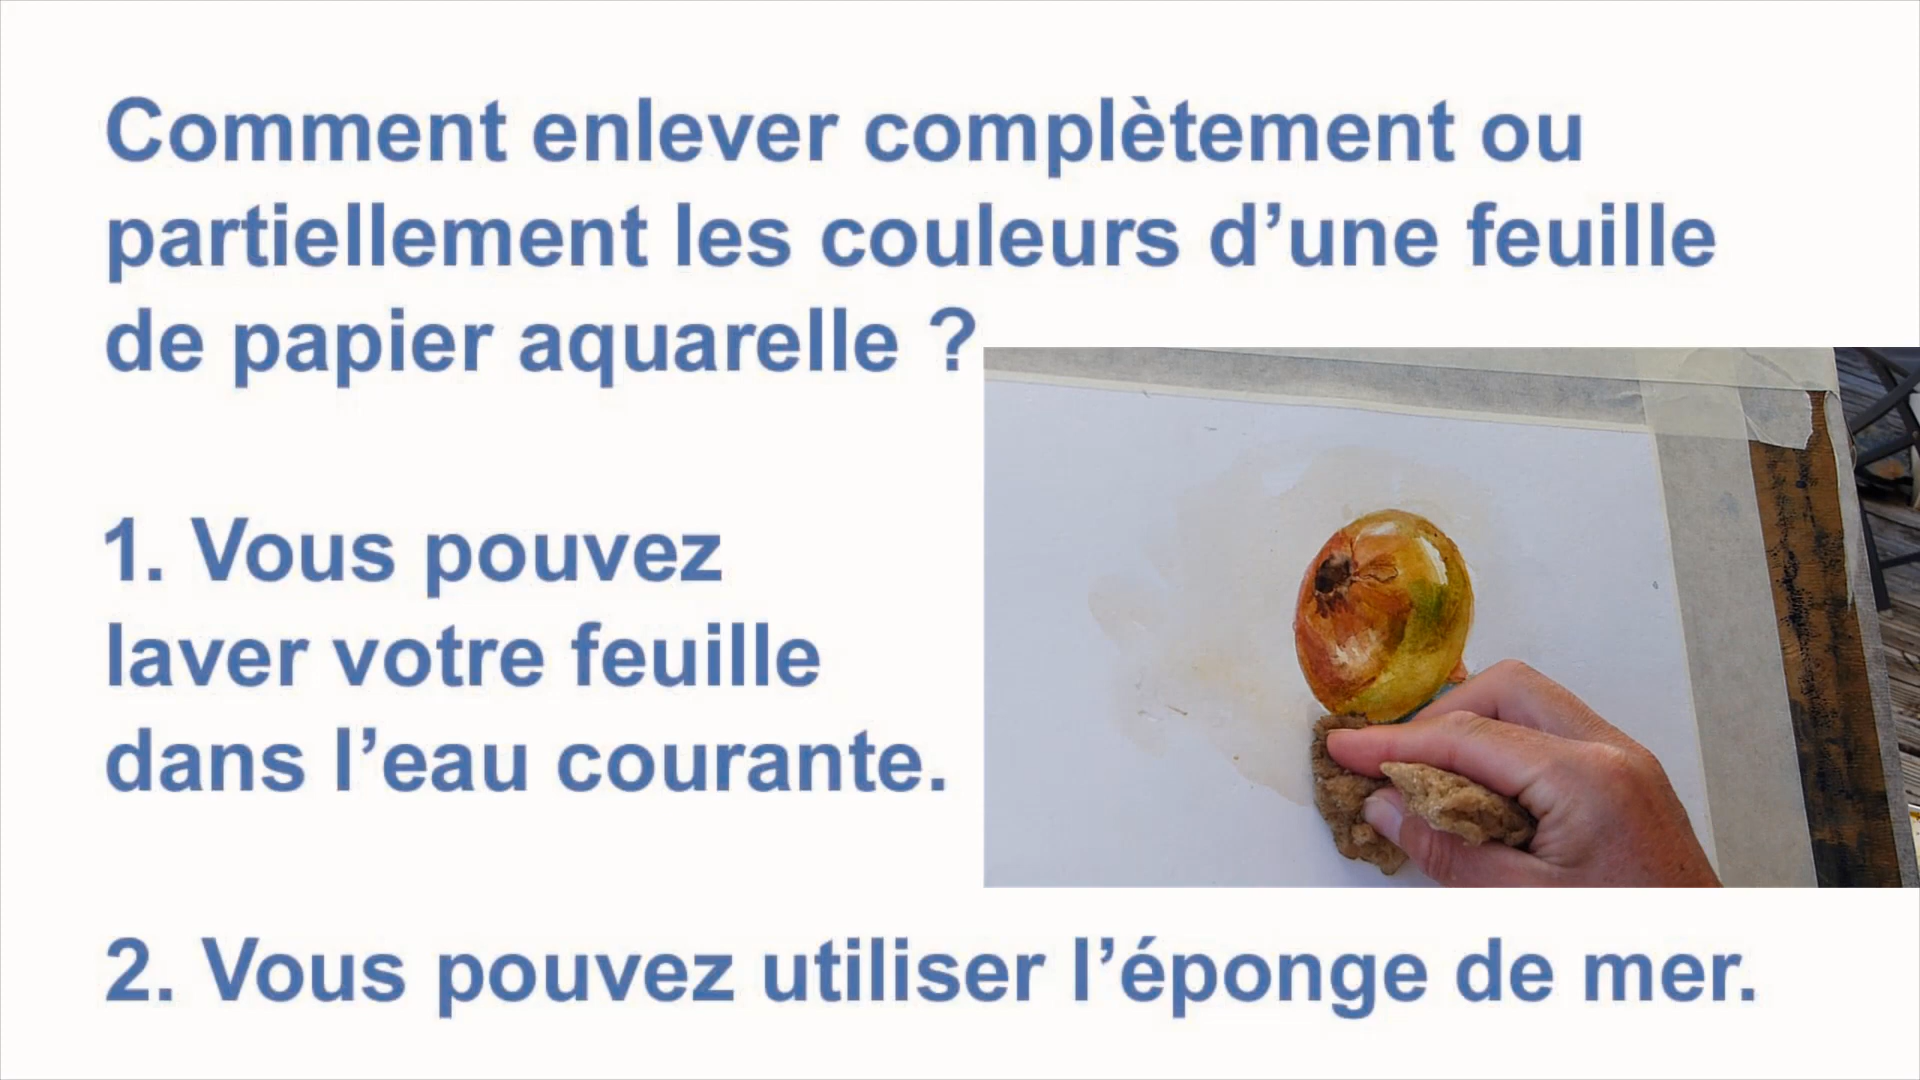 Comment enlever complètement ou
partiellement les couleurs d’une feuille
de papier aquarelle ?
1. Vous pouvez
laver votre feuille
dans l’eau courante.
2. Vous pouvez utiliser l’éponge de mer.